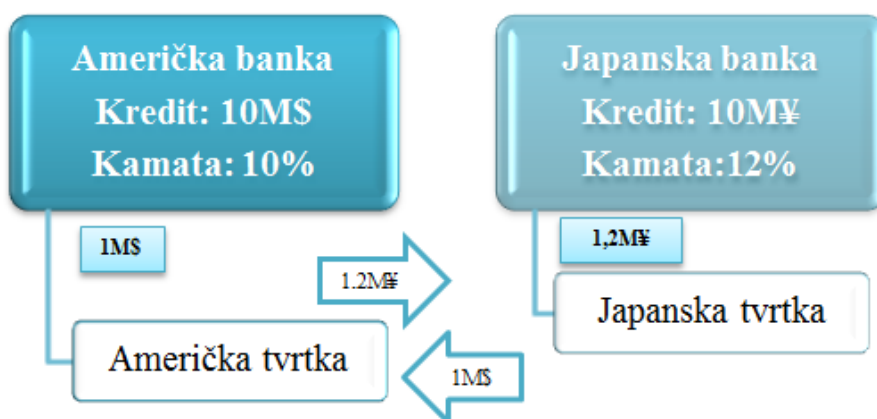 Američka banka
Kredit: 10M$
Kamata: 10%
Japanska banka
Kredit: 10M¥
Kamata:12%
1M$
1,2M¥
1.2M¥
Japanska tvrtka
Američka tvrtka
1M$